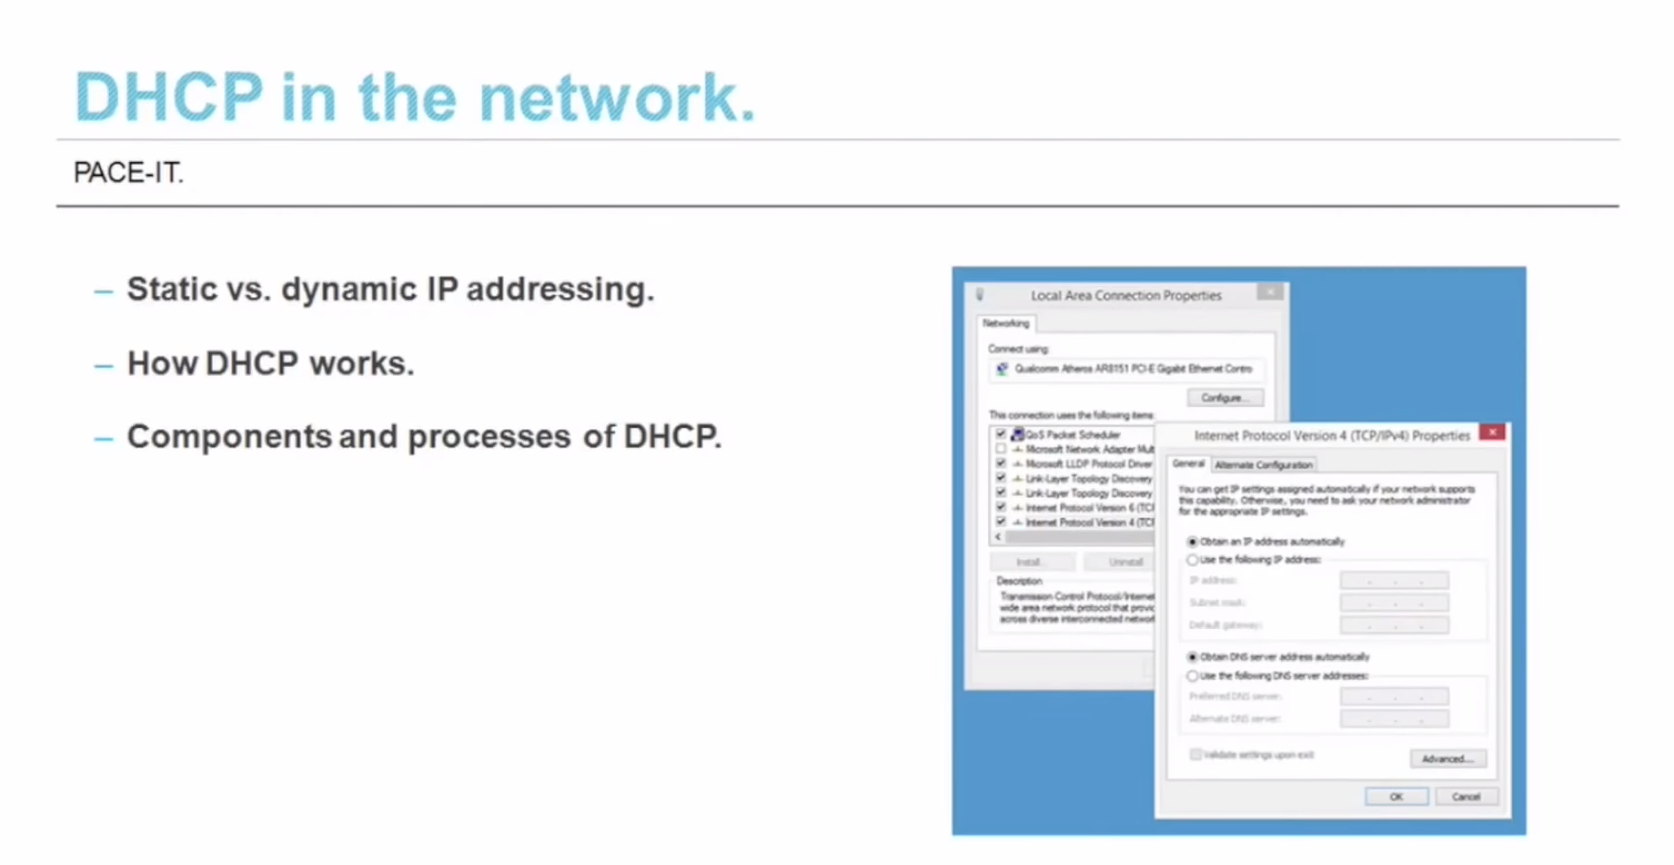 DHCP in the network.
PACE-IT.
– Static vs. dynamic IP addressing.
– How DHCP works.
– Components and processes of DHCP.
Local Area Connection Properties
Networking
Connect using:
Qualcomm Atheros AR8151 PCI-E Gigabit Ethernet Contro
Configure...
This connection uses the following items:
QoS Packet Scheduler
Microsoft Network Adapter Mult
Microsoft LLDP Protocol Driver
Link-Layer Topology Discovery
Link-Layer Topology Discovery
Internet Protocol Version 6 (TCP
Internet Protocol Version 4 (TCP
Install...
Uninstall
Description
Transmission Control Protocol/Internet
wide area network protocol that provid
across diverse interconnected network
Internet Protocol Version 4 (TCP/IPv4) Properties
General
Alternate Configuration
You can get IP settings assigned automatically if your network supports
this capability. Otherwise, you need to ask your network administrator
for the appropriate IP settings.
Obtain an IP address automatically
Use the following IP address:
IP address:
Subnet mask:
Default gateway:
Obtain DNS server address automatically
Use the following DNS server addresses:
Preferred DNS server:
Alternate DNS server:
Validate settings upon exit
Advanced...
OK
Cancel